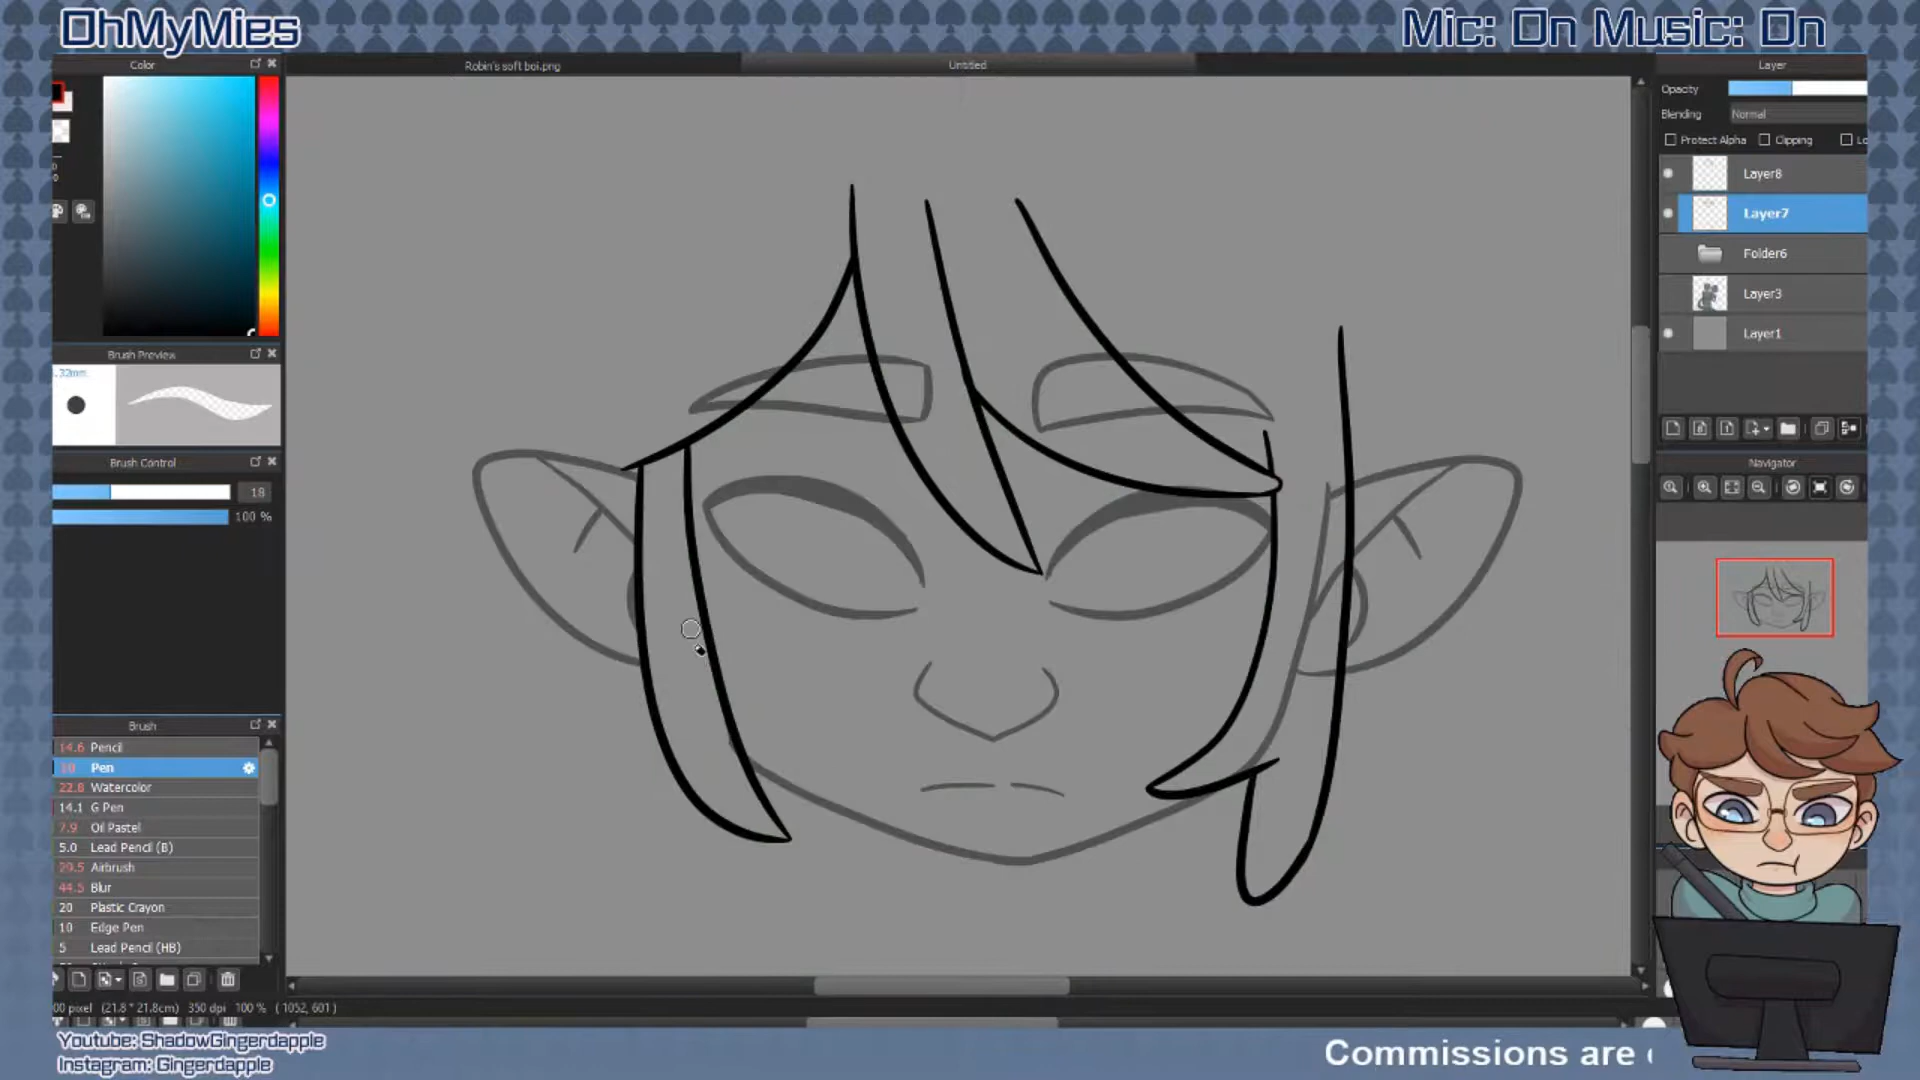 OhMyMies
Mic: On Music: On
Color
Robin's soft boi.png
Untitled
Layer
Opacity
Blending
Normal
Protect Alpha
Clipping
Layer8
Layer7
Folder6
Layer3
Layer1
Brush Preview
Brush Control
18
100 %
Navigator
Brush
14.6 Pencil
10 Pen
22.8 Watercolor
14.1 G Pen
7.9 Oil Pastel
5.0 Lead Pencil (B)
29.5 Airbrush
44.5 Blur
20 Plastic Crayon
10 Edge Pen
5 Lead Pencil (HB)
00 pixel (21.8 * 21.8cm) 350 dpi 100 % ( 1052, 601 )
Youtube: ShadowGingerdapple
Instagram: Gingerdapple
Commissions are